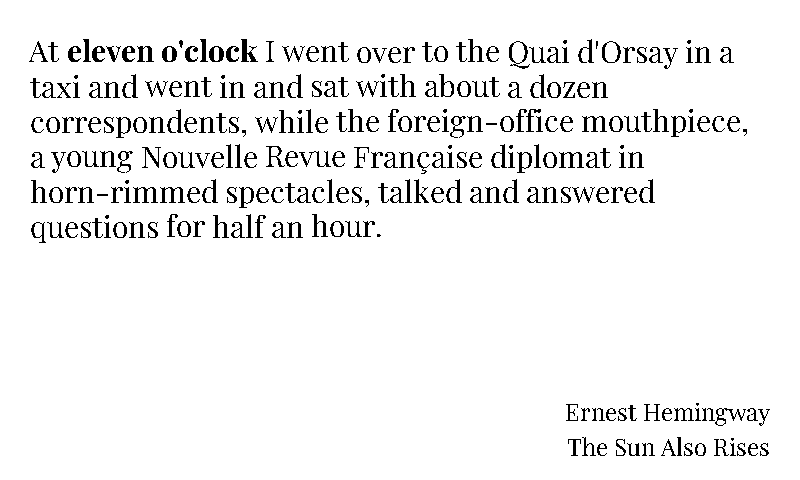 At eleven o'clock I went over to the Quai d'Orsay in a
taxi and went in and sat with about a dozen
correspondents, while the foreign-office mouthpiece,
a young Nouvelle Revue Française diplomat in
horn-rimmed spectacles, talked and answered
questions for half an hour.
Ernest Hemingway
The Sun Also Rises